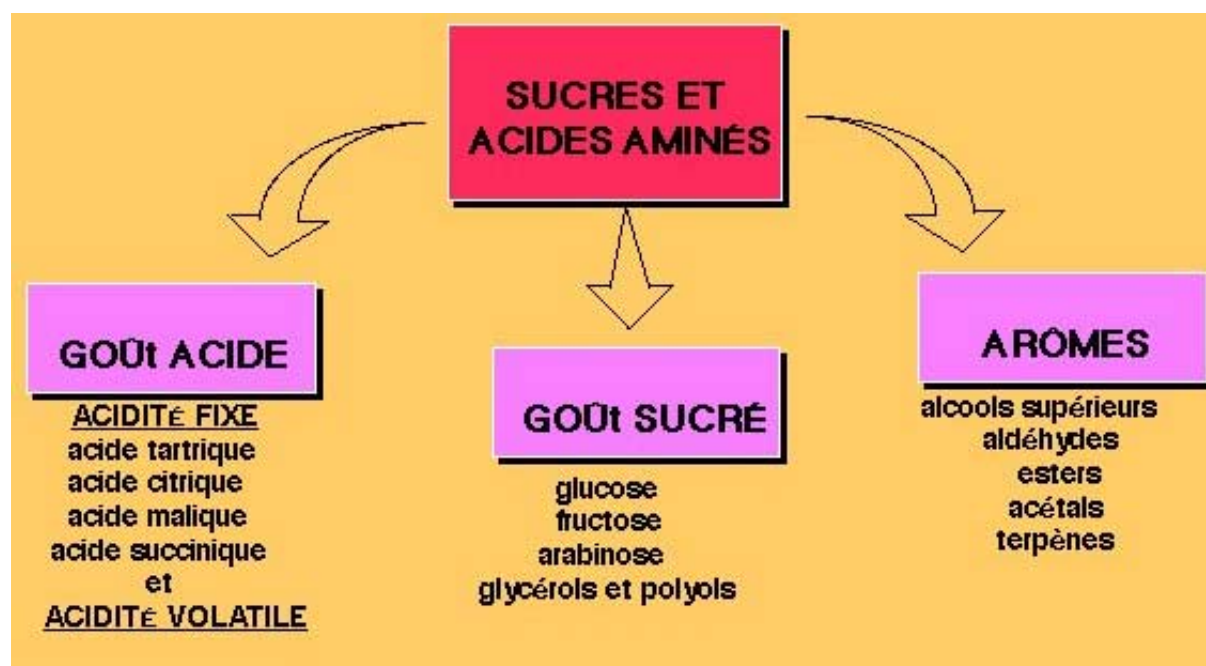 SUCRES ET
ACIDES AMINÉS
GOÛt ACIDE
ACIDITé FIXE
acide tartrique
acide citrique
acide malique
acide succinique
et
ACIDITé VOLATILE
GOÛt SUCRÉ
glucose
fructose
arabinose
glycérols et polyols
ARÔMES
alcools supérieurs
aldéhydes
esters
acétals
terpènes